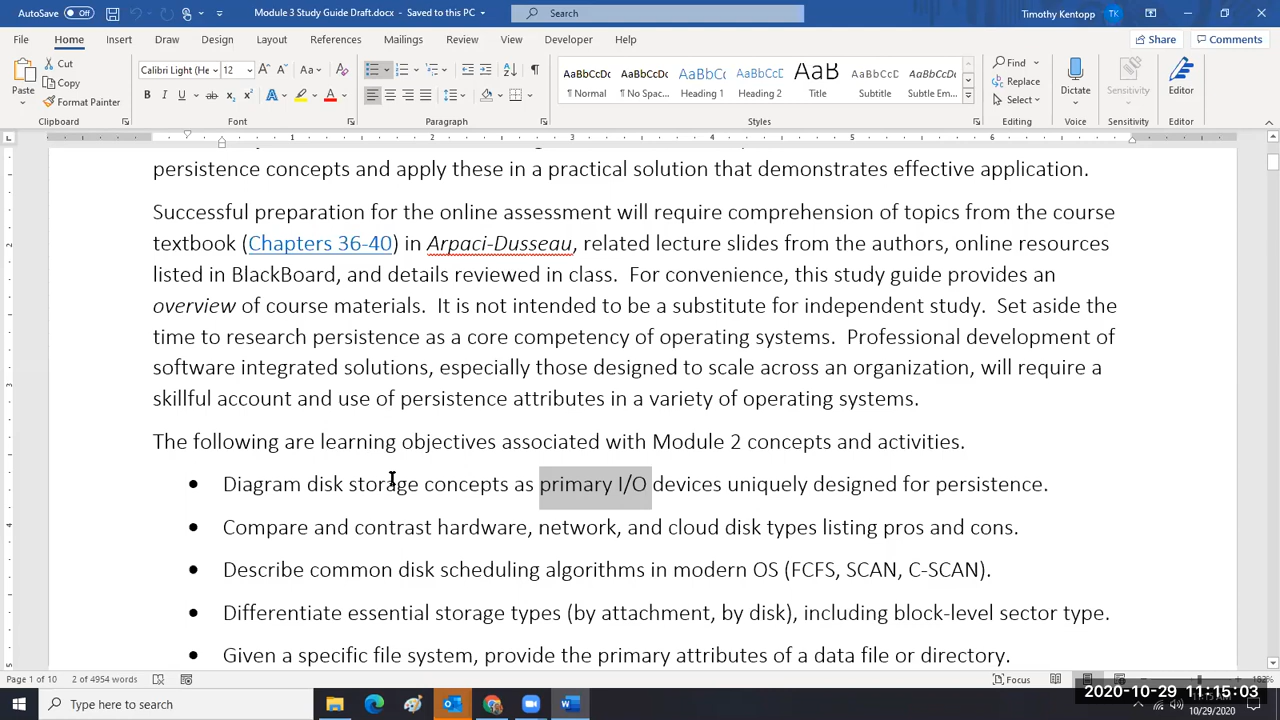 AutoSave Off
Module 3 Study Guide Draft.docx - Saved to this PC
Search
Timothy Kentopp TK
File Home Insert Draw Design Layout References Mailings Review View Developer Help
Share Comments
Paste
Cut
Copy
Format Painter
Clipboard
Calibri Light (He 12
Font
Paragraph
AaBbCcDc AaBbCcDc AaBbCc AaBbCcD AaB AaBbCcD AaBbCcDc
¶ Normal ¶ No Spac... Heading 1 Heading 2 Title Subtitle Subtle Em...
Styles
Find
Replace
Select
Editing
Dictate
Voice
Sensitivity
Sensitivity
Editor
Editor
persistence concepts and apply these in a practical solution that demonstrates effective application.
Successful preparation for the online assessment will require comprehension of topics from the course
textbook (Chapters 36-40) in Arpaci-Dusseau, related lecture slides from the authors, online resources
listed in BlackBoard, and details reviewed in class. For convenience, this study guide provides an
overview of course materials. It is not intended to be a substitute for independent study. Set aside the
time to research persistence as a core competency of operating systems. Professional development of
software integrated solutions, especially those designed to scale across an organization, will require a
skillful account and use of persistence attributes in a variety of operating systems.
The following are learning objectives associated with Module 2 concepts and activities.
• Diagram disk storage concepts as primary I/O devices uniquely designed for persistence.
• Compare and contrast hardware, network, and cloud disk types listing pros and cons.
• Describe common disk scheduling algorithms in modern OS (FCFS, SCAN, C-SCAN).
• Differentiate essential storage types (by attachment, by disk), including block-level sector type.
• Given a specific file system, provide the primary attributes of a data file or directory.
Page 1 of 10 2 of 4954 words
Focus
182%
Type here to search
2020-10-29 11:15:03
10/29/2020